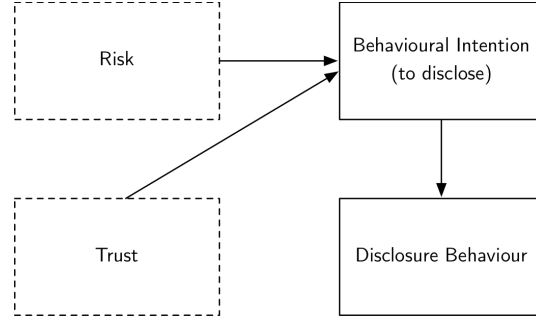 Risk
Behavioural Intention
(to disclose)
Trust
Disclosure Behaviour